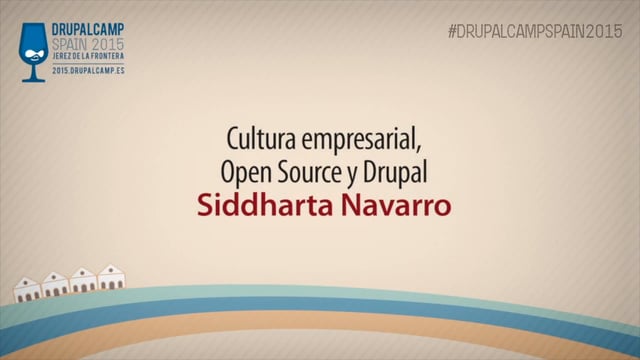 DRUPALCAMP
SPAIN 2015
JEREZ DE LA FRONTERA
2015.DRUPALCAMP.ES
#DRUPALCAMPSPAIN2015
Cultura empresarial,
Open Source y Drupal
Siddharta Navarro